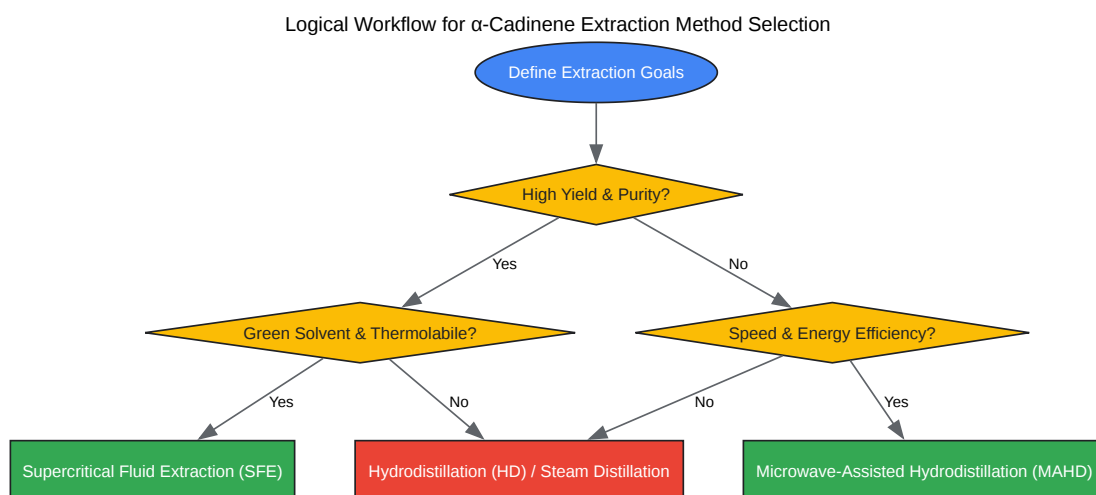 Logical Workflow for α-Cadinene Extraction Method Selection
Define Extraction Goals
High Yield & Purity?
Yes
No
Green Solvent & Thermolabile?
Speed & Energy Efficiency?
Yes
No
No
Yes
Supercritical Fluid Extraction (SFE)
Hydrodistillation (HD) / Steam Distillation
Microwave-Assisted Hydrodistillation (MAHD)